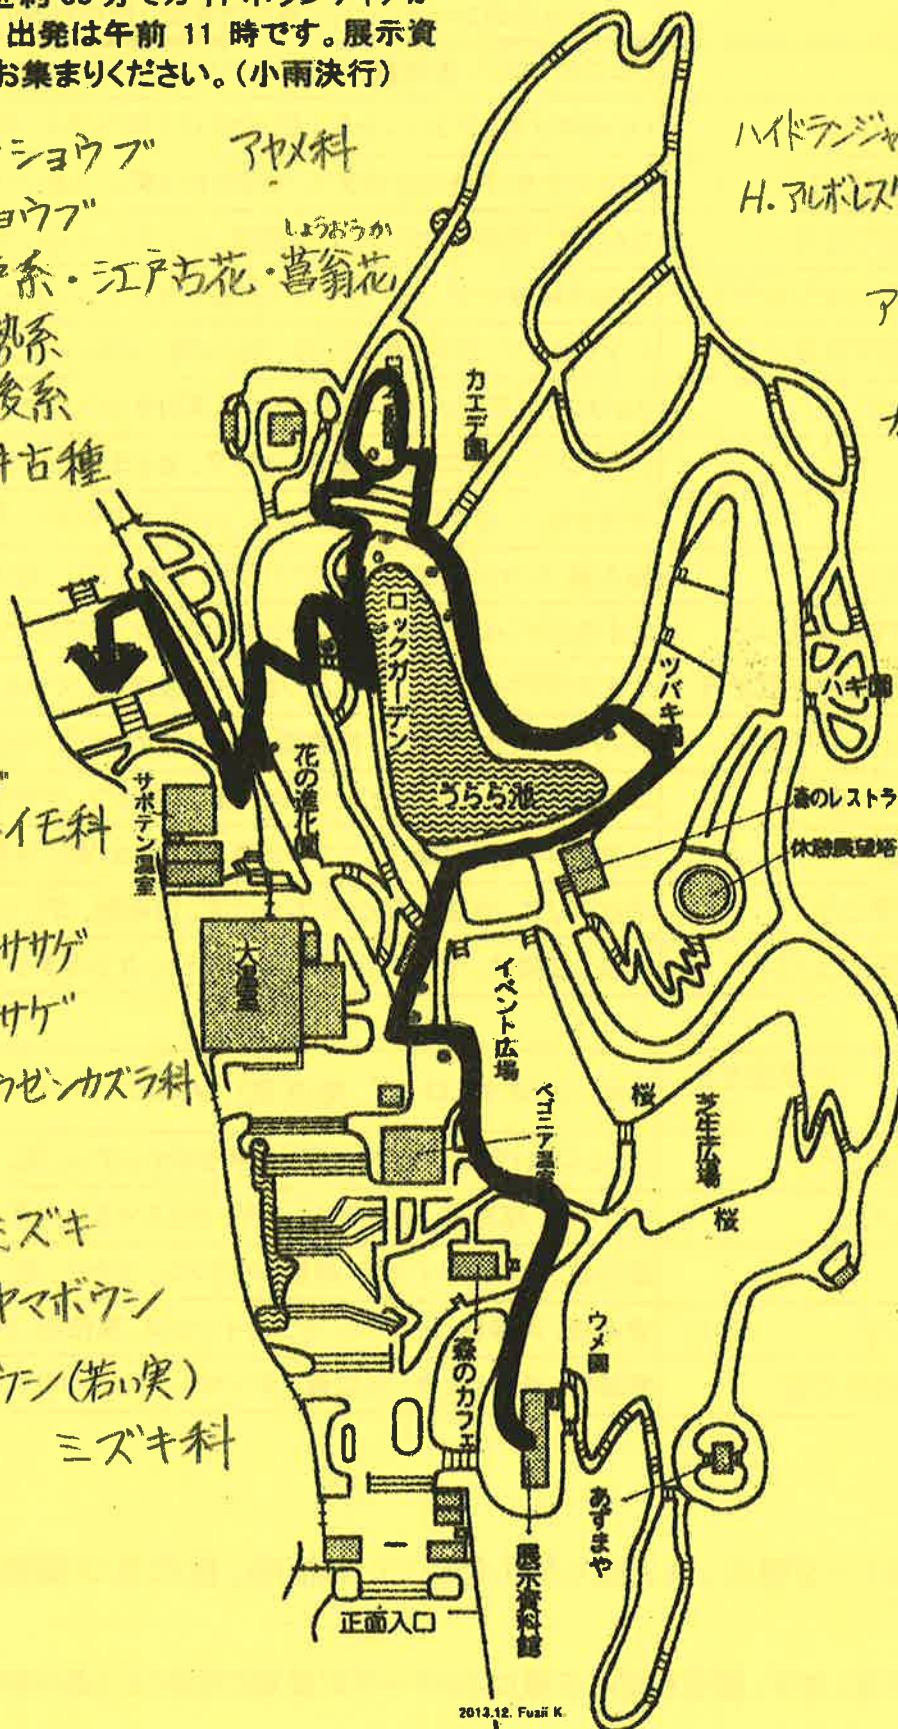 出発は午前 11 時です。展示資
お集まりください。(小雨決行)
ショウブ アヤメ科
ョウブ
しょうおうか
系・江戸古花・菖翁花
勢系
後系
井古種
ハイドランジャ
H.アルボレス
ア
カエデ園
ロックガーデン
うらら池
ツバキ園
ハギ園
花の進化園
サボテン温室
イモ科
森のレストラ
休憩展望塔
大温室
ササゲ
サゲ
ウゼンカズラ科
イベント広場
ベゴニア温室
桜
芝生広場
桜
ミズキ
ヤマボウシ
ウシ(若い実)
ミズキ科
ウメ園
森のカフェ
あずまや
展示資料館
正面入口
2013.12. Fusii K.